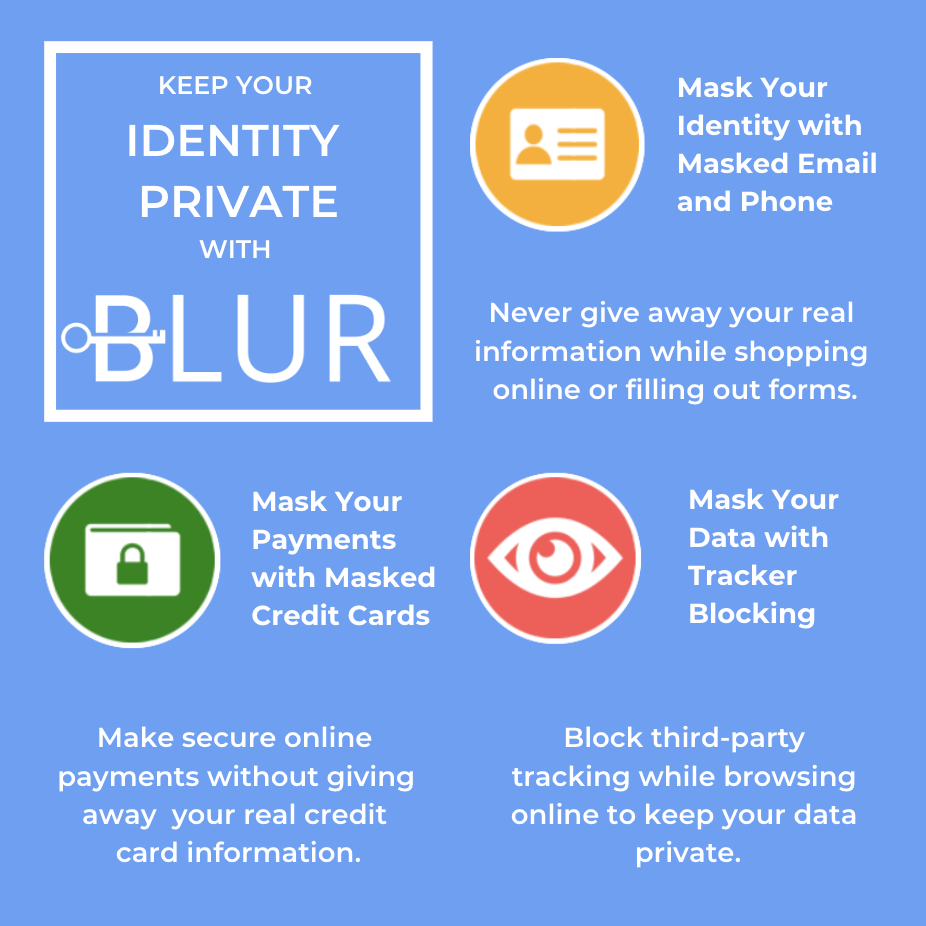 KEEP YOUR
IDENTITY
PRIVATE
WITH
BLUR
Mask Your
Identity with
Masked Email
and Phone
Never give away your real
information while shopping
online or filling out forms.
Mask Your
Payments
with Masked
Credit Cards
Make secure online
payments without giving
away  your real credit
card information.
Mask Your
Data with
Tracker
Blocking
Block third-party
tracking while browsing
online to keep your data
private.